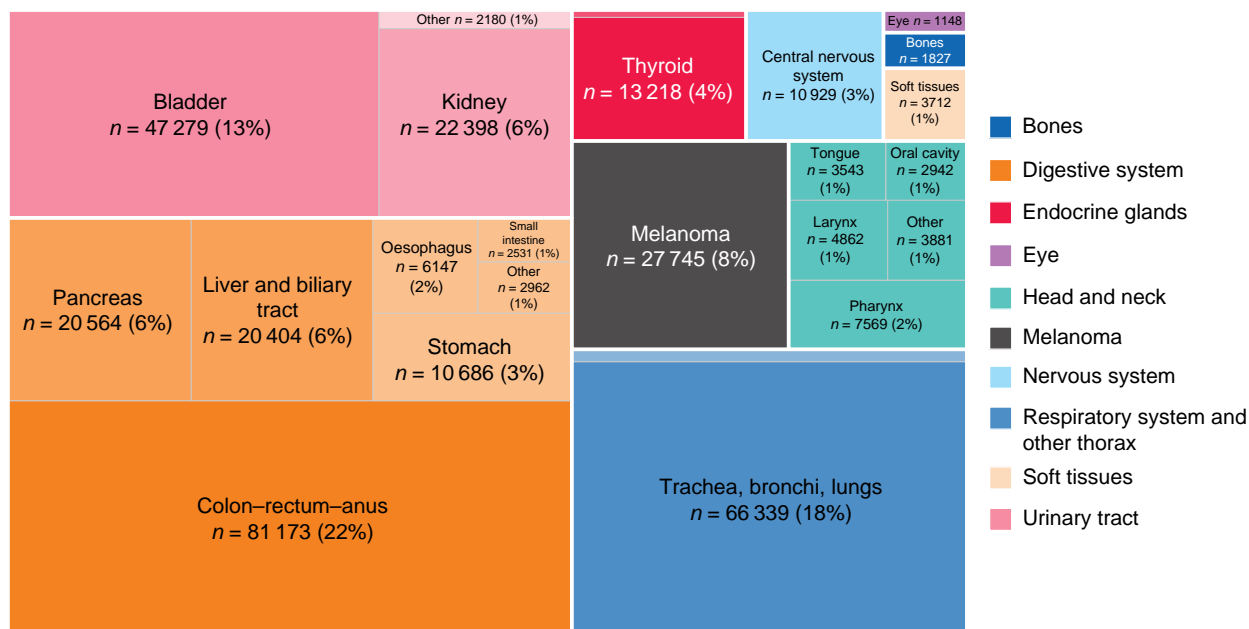 Other n = 2180 (1%)
Bladder
n = 47 279 (13%)
Kidney
n = 22 398 (6%)
Pancreas
n = 20 564 (6%)
Liver and biliary
tract
n = 20 404 (6%)
Oesophagus
n = 6147
(2%)
Small
intestine
n = 2531 (1%)
Other
n = 2962
(1%)
Stomach
n = 10 686 (3%)
Colon–rectum–anus
n = 81 173 (22%)
Thyroid
n = 13 218 (4%)
Central nervous
system
n = 10 929 (3%)
Eye n = 1148
Bones
n = 1827
Soft tissues
n = 3712
(1%)
Melanoma
n = 27 745 (8%)
Tongue
n = 3543
(1%)
Oral cavity
n = 2942
(1%)
Larynx
n = 4862
(1%)
Other
n = 3881
(1%)
Pharynx
n = 7569 (2%)
Trachea, bronchi, lungs
n = 66 339 (18%)
Bones
Digestive system
Endocrine glands
Eye
Head and neck
Melanoma
Nervous system
Respiratory system and
other thorax
Soft tissues
Urinary tract